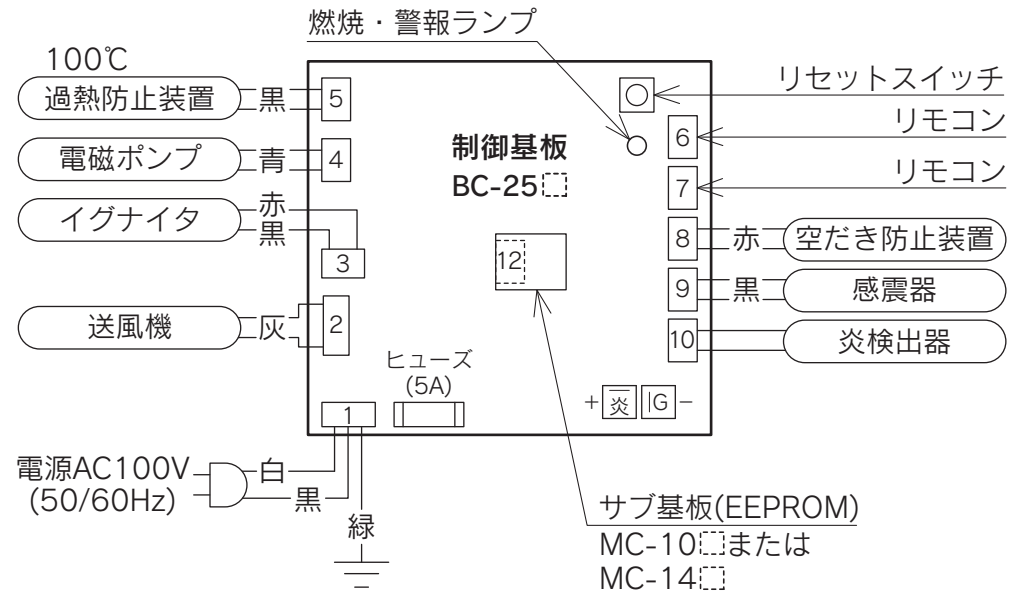 燃焼・警報ランプ
100℃
過熱防止装置
黒
5
リセットスイッチ
リモコン
6
電磁ポンプ
青
4
制御基板
BC-25
リモコン
7
イグナイタ
赤
黒
3
8
赤
空だき防止装置
12
9
黒
感震器
送風機
灰
2
10
炎検出器
ヒューズ
(5A)
+
炎
IG
−
1
電源AC100V
(50/60Hz)
白
黒
緑
サブ基板(EEPROM)
MC-10または
MC-14